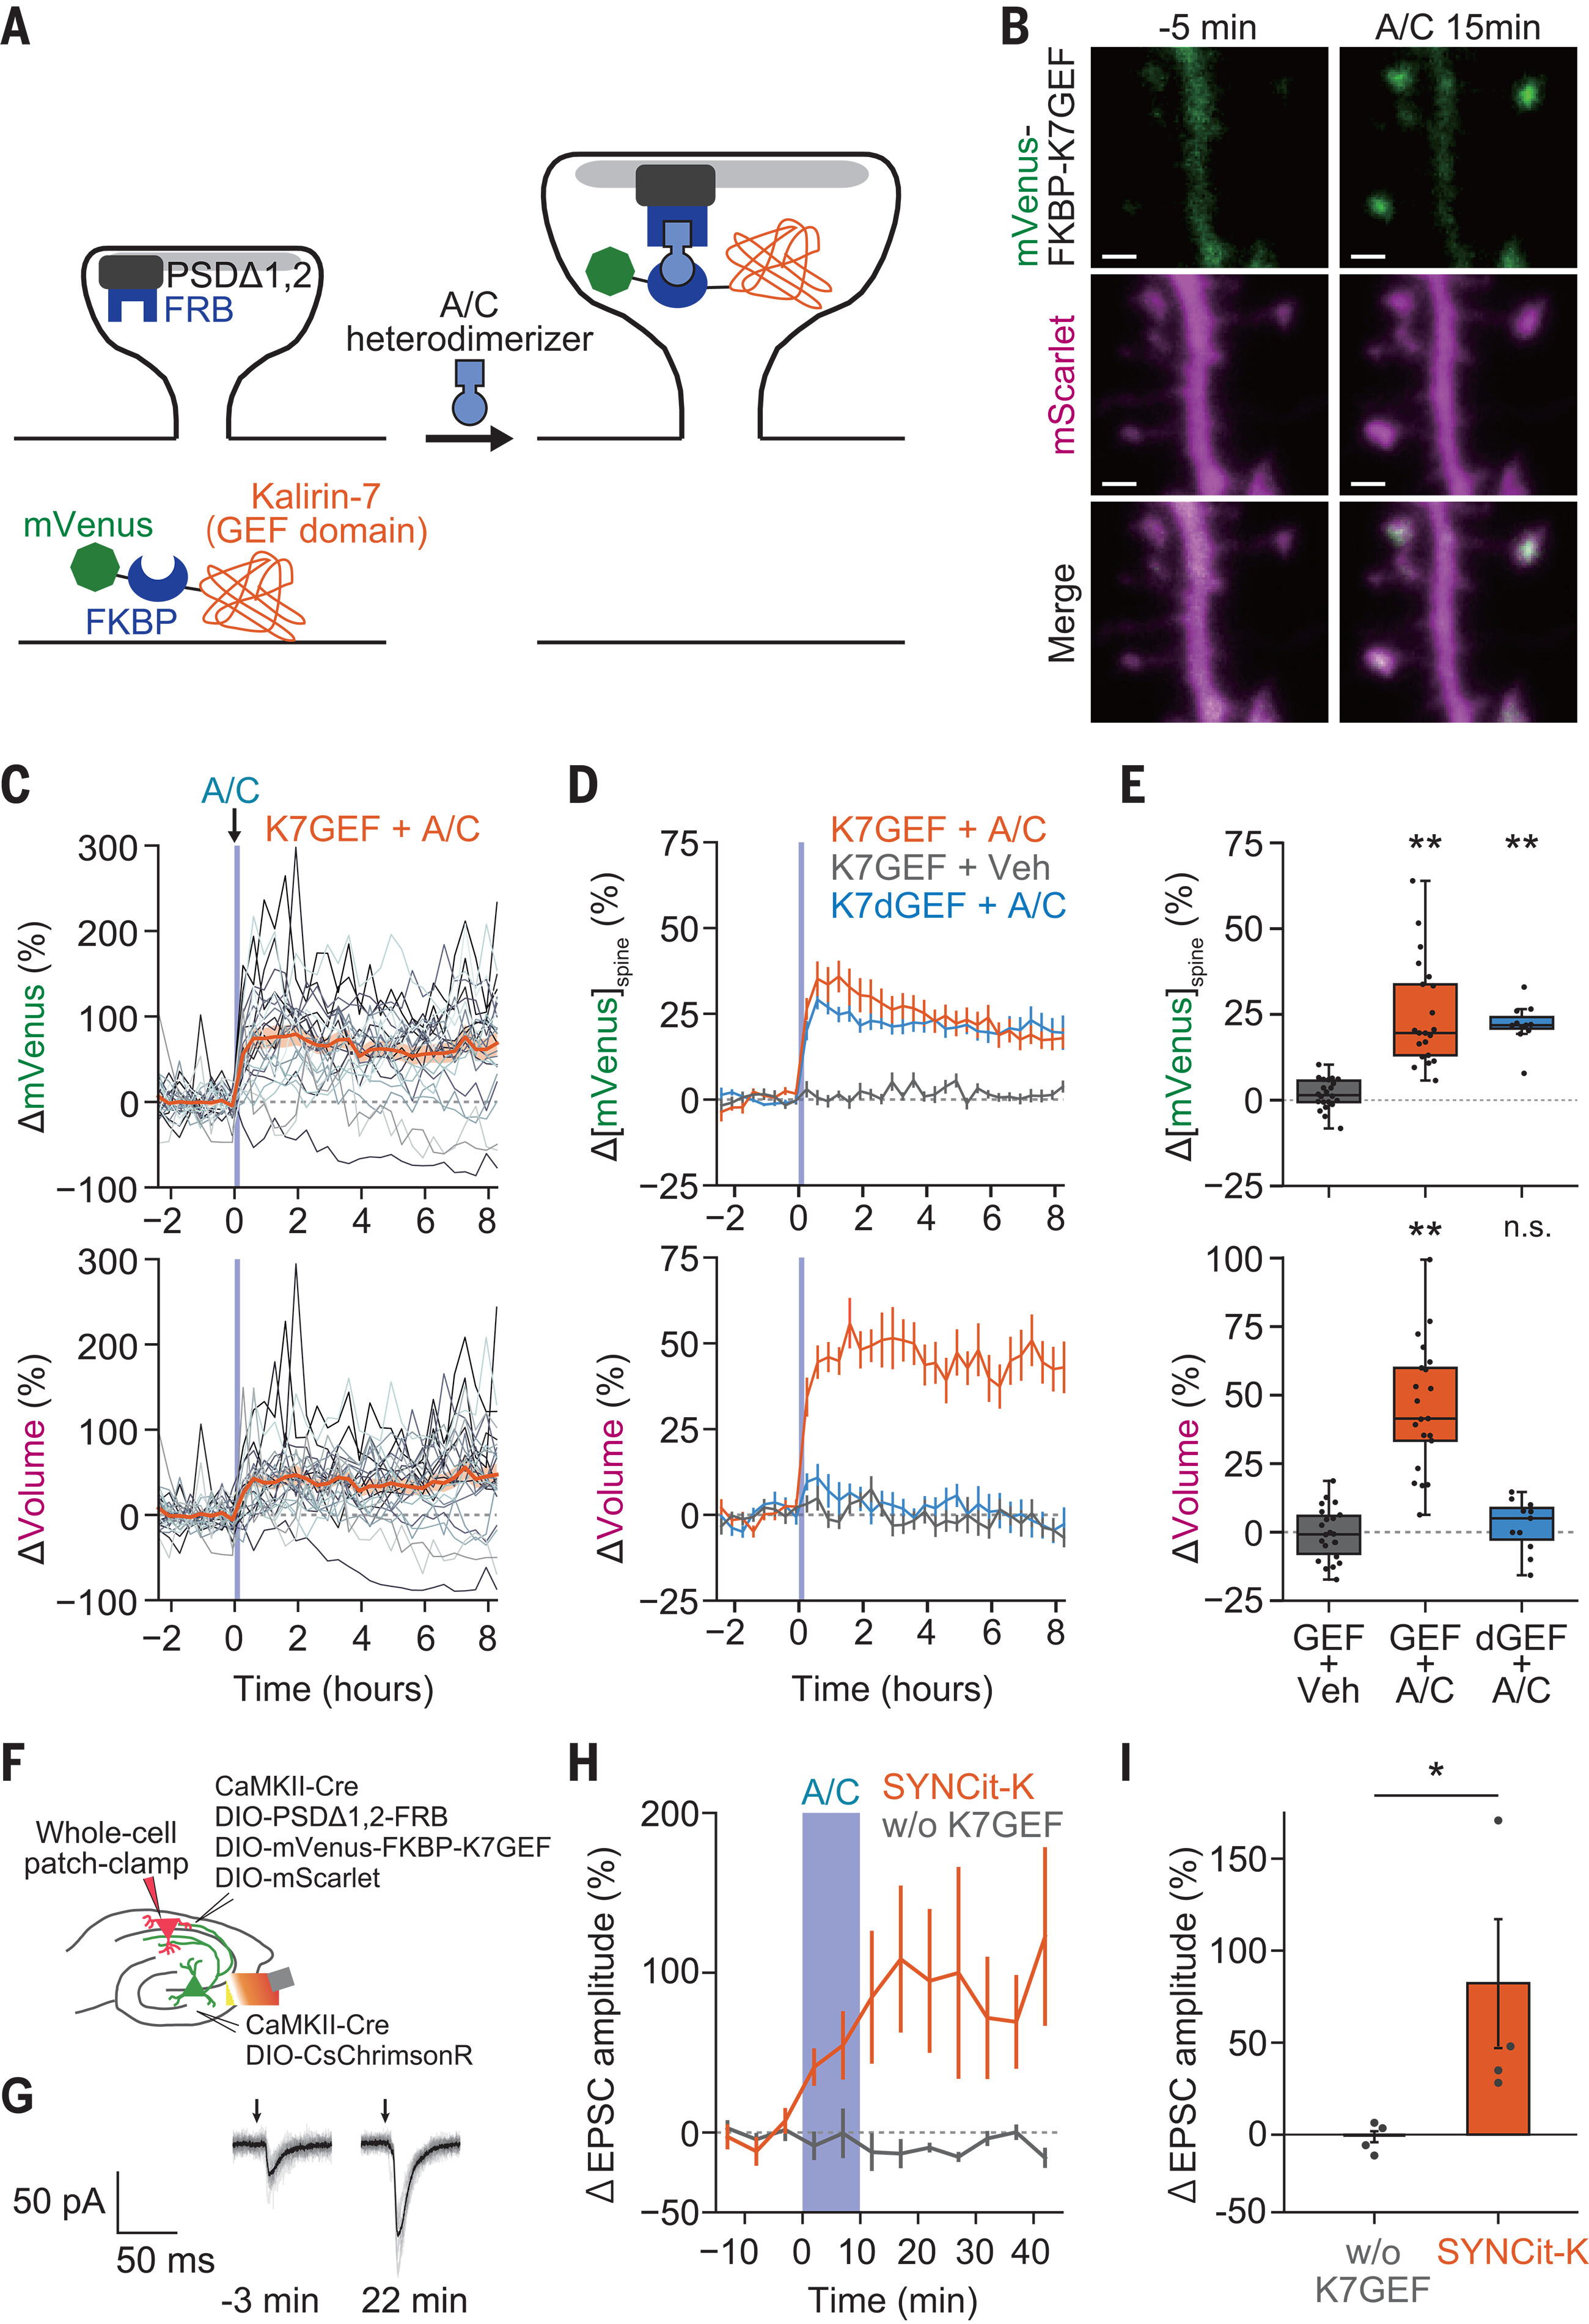 A
PSDΔ1,2
FRB
A/C
heterodimerizer
mVenus
Kalirin-7
(GEF domain)
FKBP
B
-5 min
A/C 15min
mVenus-
FKBP-K7GEF
mScarlet
Merge
C
A/C
K7GEF + A/C
ΔmVenus (%)
300
200
100
0
−100
−2 0 2 4 6 8
ΔVolume (%)
300
200
100
0
−100
−2 0 2 4 6 8
Time (hours)
D
K7GEF + A/C
K7GEF + Veh
K7dGEF + A/C
Δ[mVenus]spine (%)
75
50
25
0
−25
−2 0 2 4 6 8
ΔVolume (%)
75
50
25
0
−25
−2 0 2 4 6 8
Time (hours)
E
Δ[mVenus]spine (%)
75
50
25
0
−25
** **
ΔVolume (%)
100
75
50
25
0
−25
** n.s.
GEF
+
Veh
GEF
+
A/C
dGEF
+
A/C
F
CaMKII-Cre
DIO-PSDΔ1,2-FRB
DIO-mVenus-FKBP-K7GEF
DIO-mScarlet
Whole-cell
patch-clamp
CaMKII-Cre
DIO-CsChrimsonR
G
50 pA
50 ms
-3 min
22 min
H
A/C
SYNCit-K
w/o K7GEF
Δ EPSC amplitude (%)
200
100
0
−50
−10 0 10 20 30 40
Time (min)
I
*
Δ EPSC amplitude (%)
150
100
50
0
-50
w/o
K7GEF
SYNCit-K